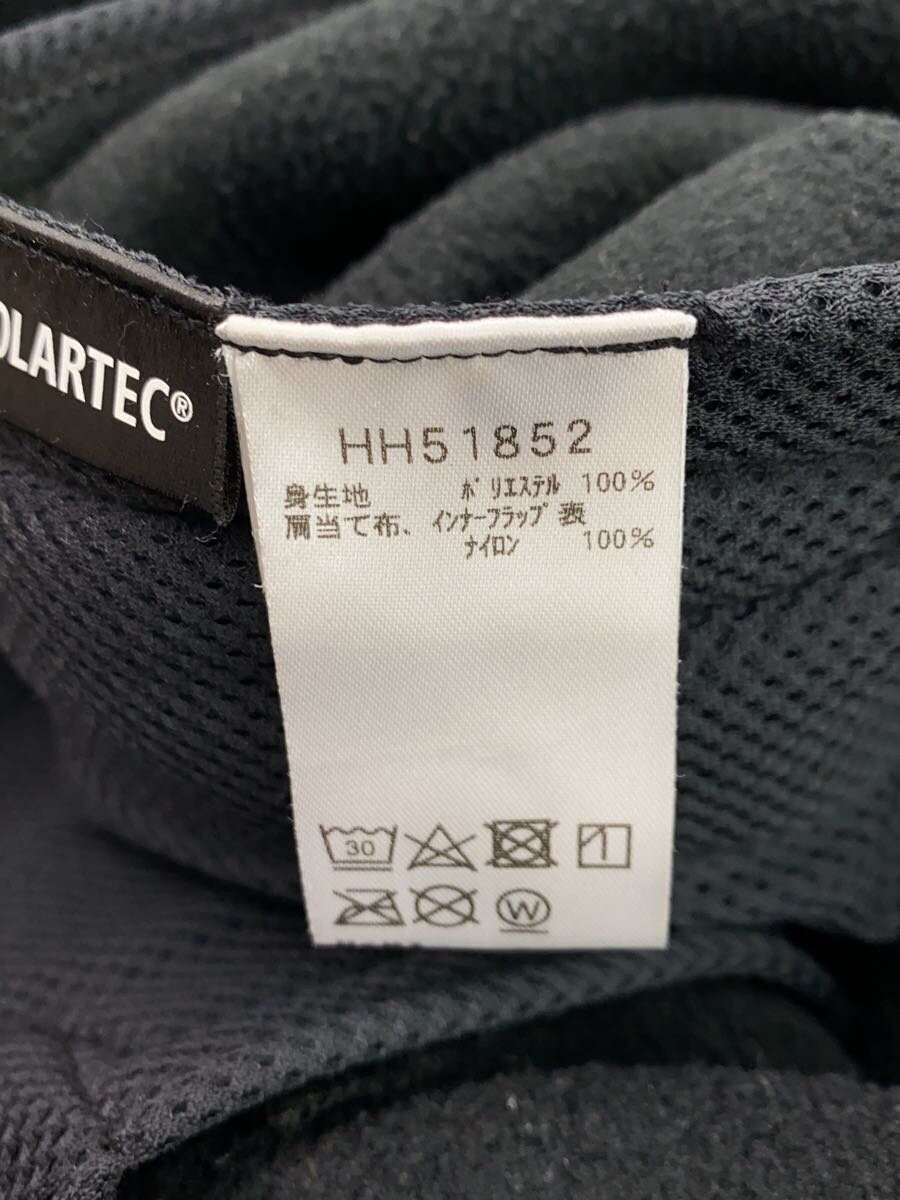 OLARTEC®
HH51852
身生地 ポリエステル 100%
肩当て布、インナーフラップ表
ナイロン 100%
30
W